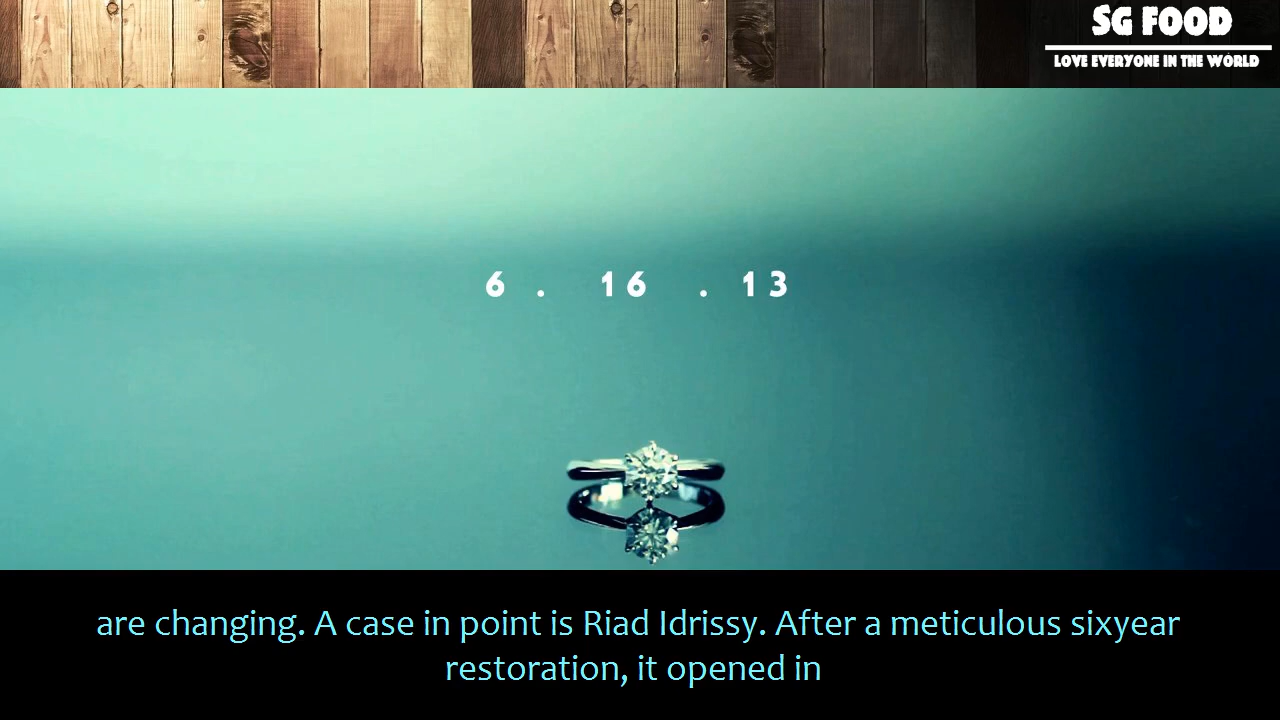 SG FOOD
LOVE EVERYONE IN THE WORLD
6 . 16 . 13
are changing. A case in point is Riad Idrissy. After a meticulous sixyear
restoration, it opened in